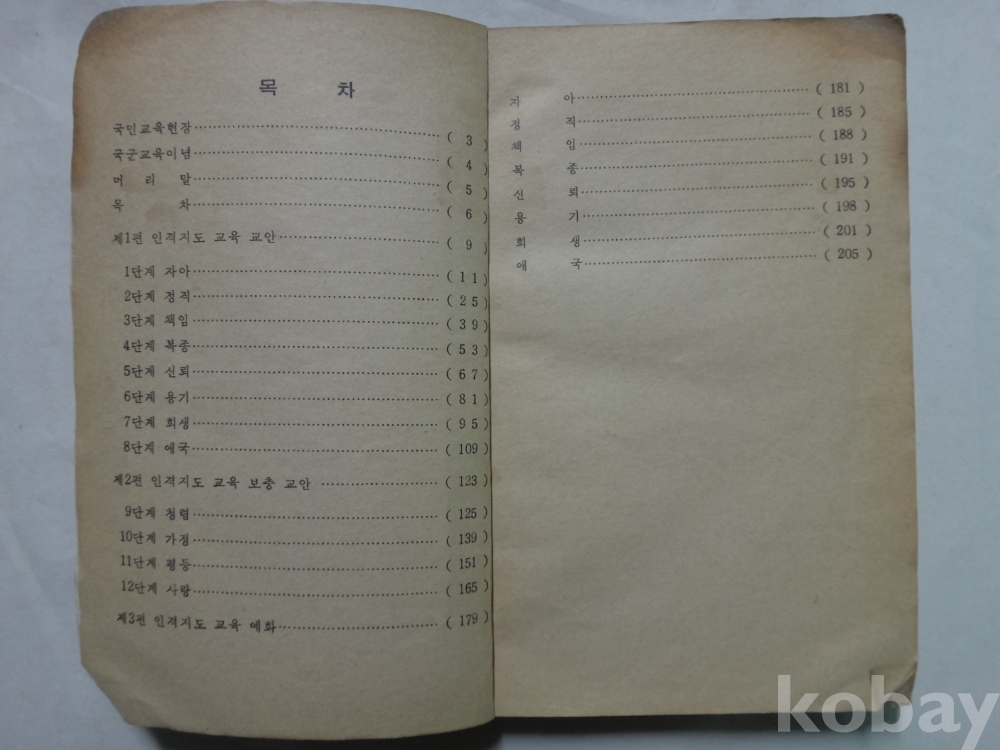 목 차
국민교육헌장 ( 3 )
국군교육이념 ( 4 )
머 리 말 ( 5 )
목 차 ( 6 )
제1편 인격지도 교육 교안 ( 9 )
1단계 자아 ( 11 )
2단계 정직 ( 25 )
3단계 책임 ( 39 )
4단계 복종 ( 53 )
5단계 신뢰 ( 67 )
6단계 용기 ( 81 )
7단계 희생 ( 95 )
8단계 애국 ( 109 )
제2편 인격지도 교육 보충 교안 ( 123 )
9단계 청렴 ( 125 )
10단계 가정 ( 139 )
11단계 평등 ( 151 )
12단계 사랑 ( 165 )
제3편 인격지도 교육 예화 ( 179 )
자 아 ( 181 )
정 직 ( 185 )
책 임 ( 188 )
복 종 ( 191 )
신 뢰 ( 195 )
용 기 ( 198 )
희 생 ( 201 )
애 국 ( 205 )
kobay